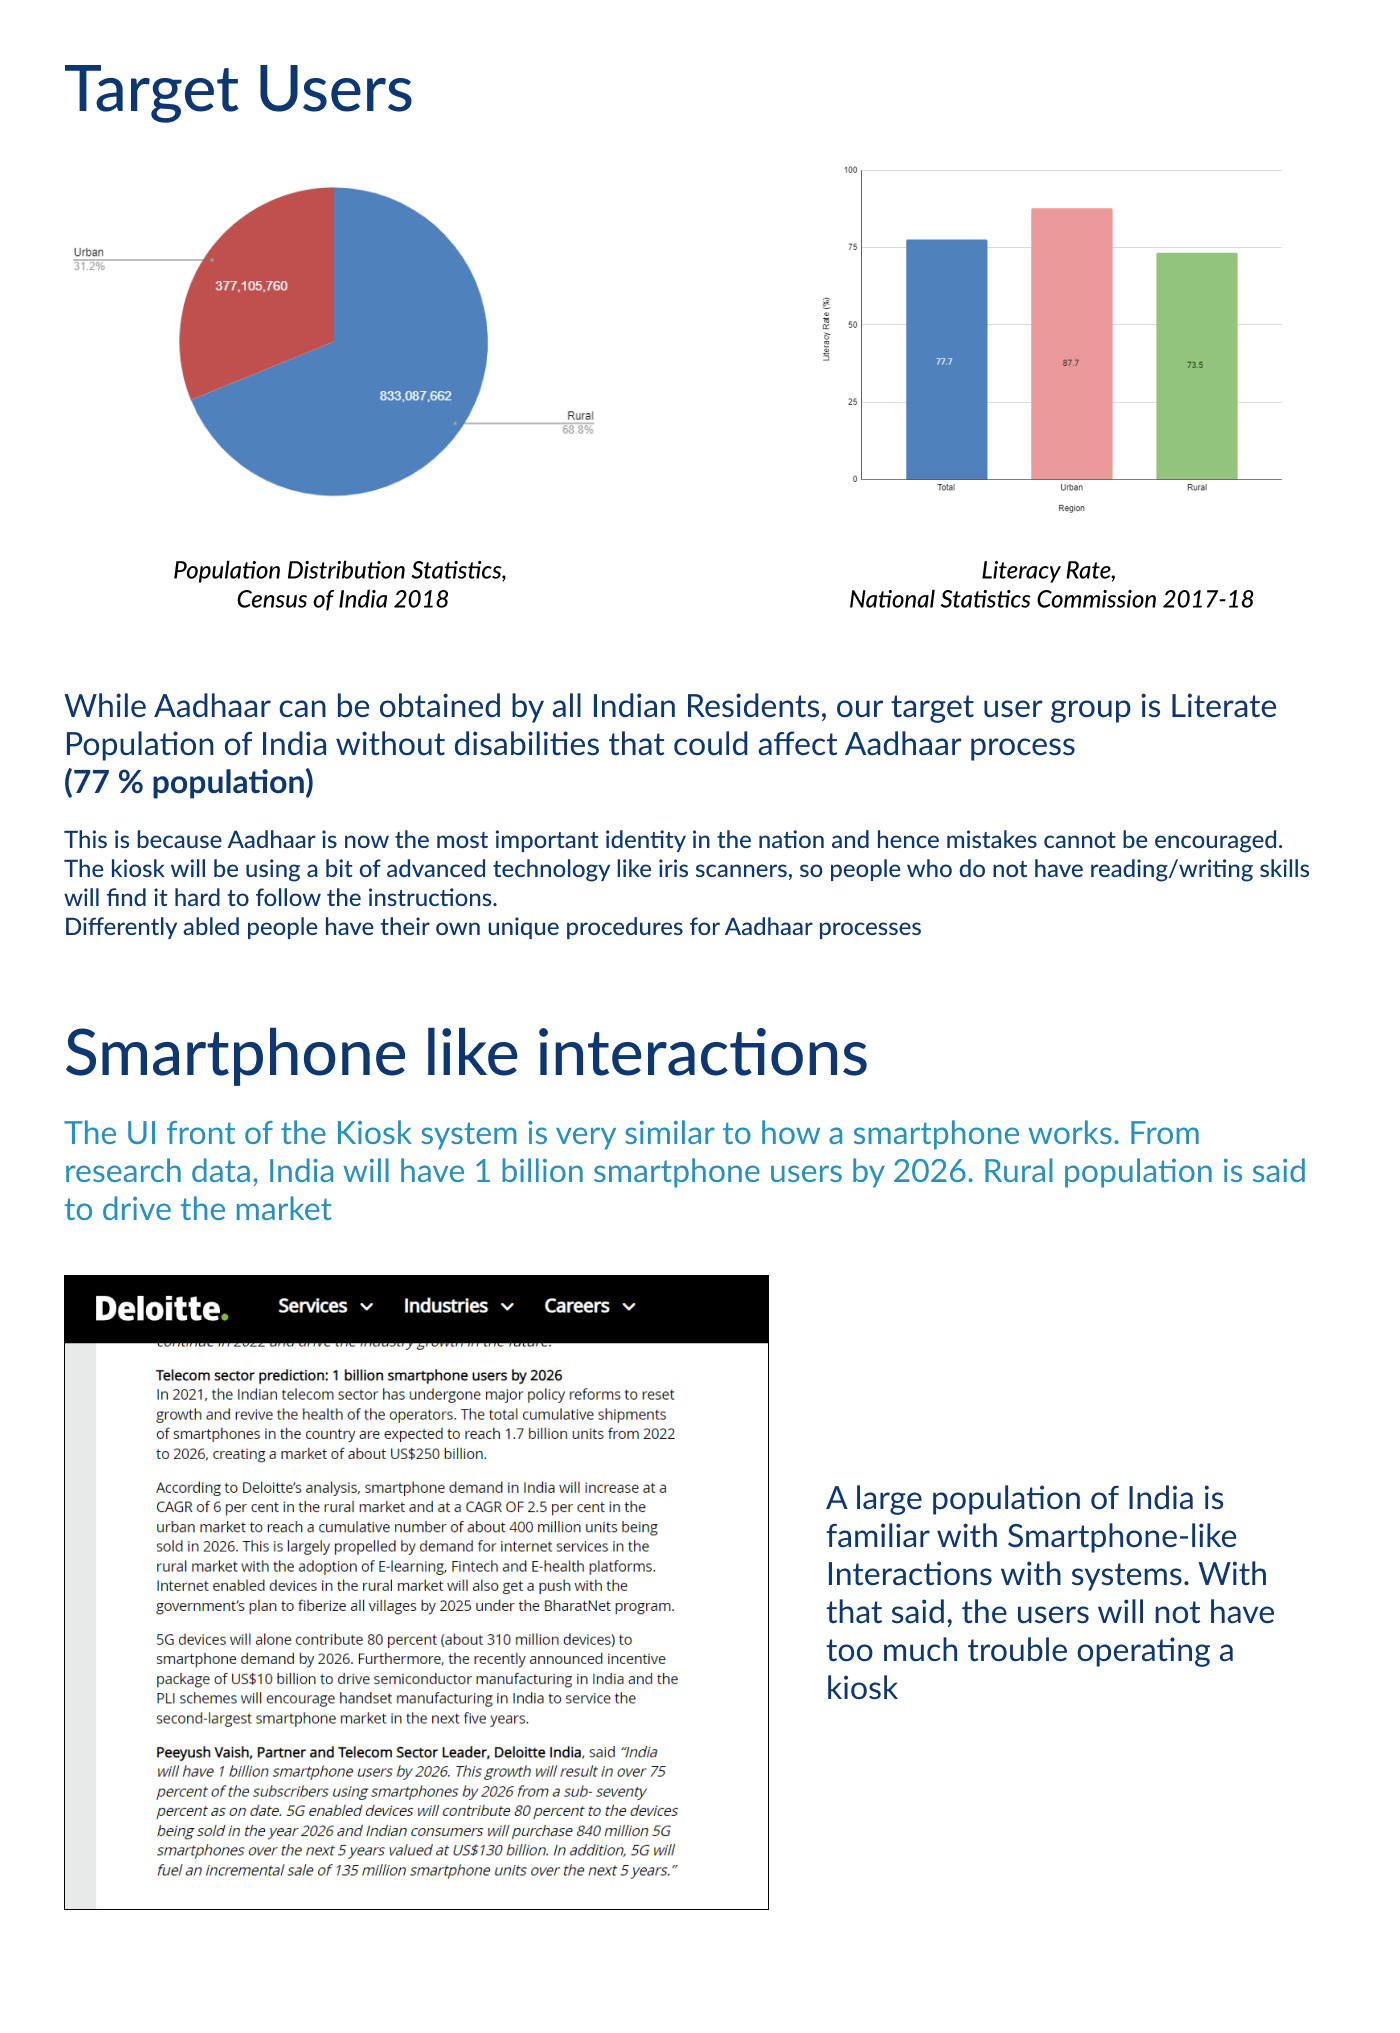 Target Users
Urban
31.2%
377,105,760
833,087,662
Rural
68.8%
Population Distribution Statistics,
Census of India 2018
100
75
50
25
0
Literacy Rate (%)
77.7
87.7
73.5
Total
Urban
Rural
Region
Literacy Rate,
National Statistics Commission 2017-18
While Aadhaar can be obtained by all Indian Residents, our target user group is Literate
Population of India without disabilities that could affect Aadhaar process
(77 % population)
This is because Aadhaar is now the most important identity in the nation and hence mistakes cannot be encouraged.
The kiosk will be using a bit of advanced technology like iris scanners, so people who do not have reading/writing skills
will find it hard to follow the instructions.
Differently abled people have their own unique procedures for Aadhaar processes
Smartphone like interactions
The UI front of the Kiosk system is very similar to how a smartphone works. From
research data, India will have 1 billion smartphone users by 2026. Rural population is said
to drive the market
Deloitte.
Services
Industries
Careers
continue in 2022 and drive the industry growth in the future.
Telecom sector prediction: 1 billion smartphone users by 2026
In 2021, the Indian telecom sector has undergone major policy reforms to reset
growth and revive the health of the operators. The total cumulative shipments
of smartphones in the country are expected to reach 1.7 billion units from 2022
to 2026, creating a market of about US$250 billion.
According to Deloitte's analysis, smartphone demand in India will increase at a
CAGR of 6 per cent in the rural market and at a CAGR OF 2.5 per cent in the
urban market to reach a cumulative number of about 400 million units being
sold in 2026. This is largely propelled by demand for internet services in the
rural market with the adoption of E-learning, Fintech and E-health platforms.
Internet enabled devices in the rural market will also get a push with the
government's plan to fiberize all villages by 2025 under the BharatNet program.
5G devices will alone contribute 80 percent (about 310 million devices) to
smartphone demand by 2026. Furthermore, the recently announced incentive
package of US$10 billion to drive semiconductor manufacturing in India and the
PLI schemes will encourage handset manufacturing in India to service the
second-largest smartphone market in the next five years.
Peeyush Vaish, Partner and Telecom Sector Leader, Deloitte India, said “India
will have 1 billion smartphone users by 2026. This growth will result in over 75
percent of the subscribers using smartphones by 2026 from a sub- seventy
percent as on date. 5G enabled devices will contribute 80 percent to the devices
being sold in the year 2026 and Indian consumers will purchase 840 million 5G
smartphones over the next 5 years valued at US$130 billion. In addition, 5G will
fuel an incremental sale of 135 million smartphone units over the next 5 years.”
A large population of India is
familiar with Smartphone-like
Interactions with systems. With
that said, the users will not have
too much trouble operating a
kiosk